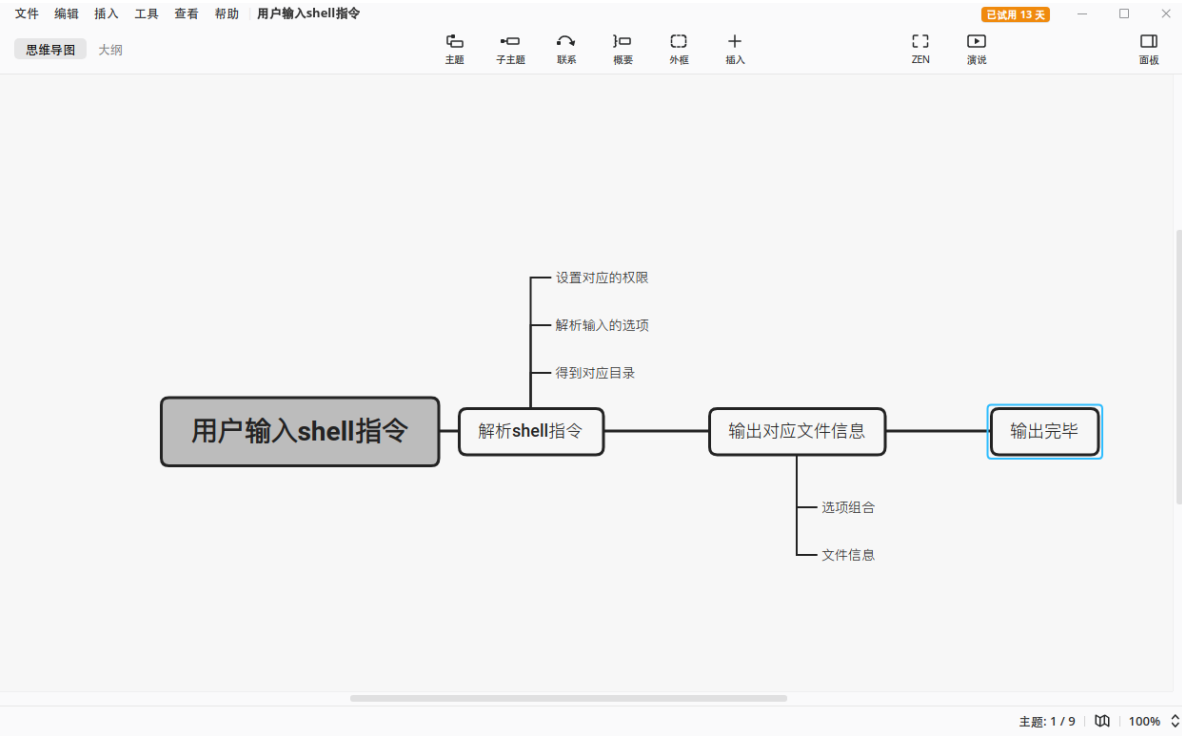 文件 编辑 插入 工具 查看 帮助 用户输入shell指令 已试用 13 天
思维导图 大纲 主题 子主题 联系 概要 外框 插入 ZEN 演说 面板
设置对应的权限
解析输入的选项
得到对应目录
用户输入shell指令 解析shell指令 输出对应文件信息 输出完毕
选项组合
文件信息
主题: 1 / 9 100%